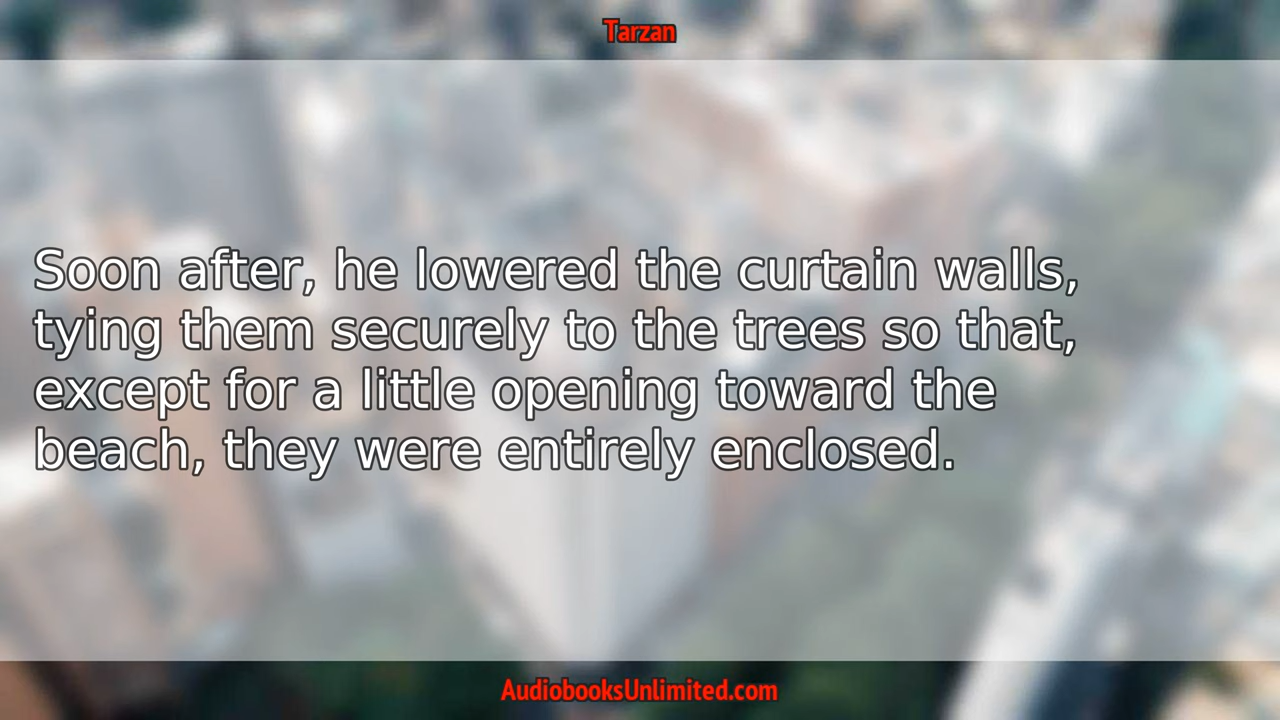 Tarzan
Soon after, he lowered the curtain walls,
tying them securely to the trees so that,
except for a little opening toward the
beach, they were entirely enclosed.
AudiobooksUnlimited.com